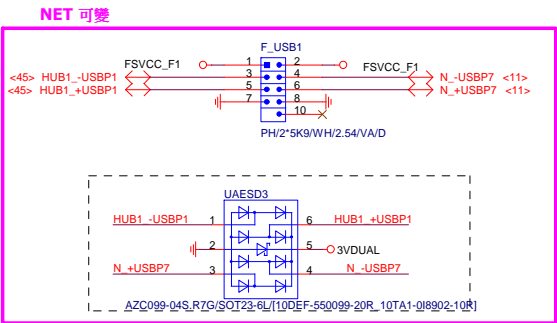 NET 可變
F_USB1
FSVCC_F1 1 2 FSVCC_F1
<45> HUB1_-USBP1 3 4 N_-USBP7 <11>
<45> HUB1_+USBP1 5 6 N_+USBP7 <11>
7 8
10
PH/2*5K9/WH/2.54/VA/D
UAESD3
HUB1_-USBP1 1 6 HUB1_+USBP1
2 5 3VDUAL
N_+USBP7 3 4 N_-USBP7
AZC099-04S.R7G/SOT23-6L/[10DEF-550099-20R_10TA1-0I8902-10R]